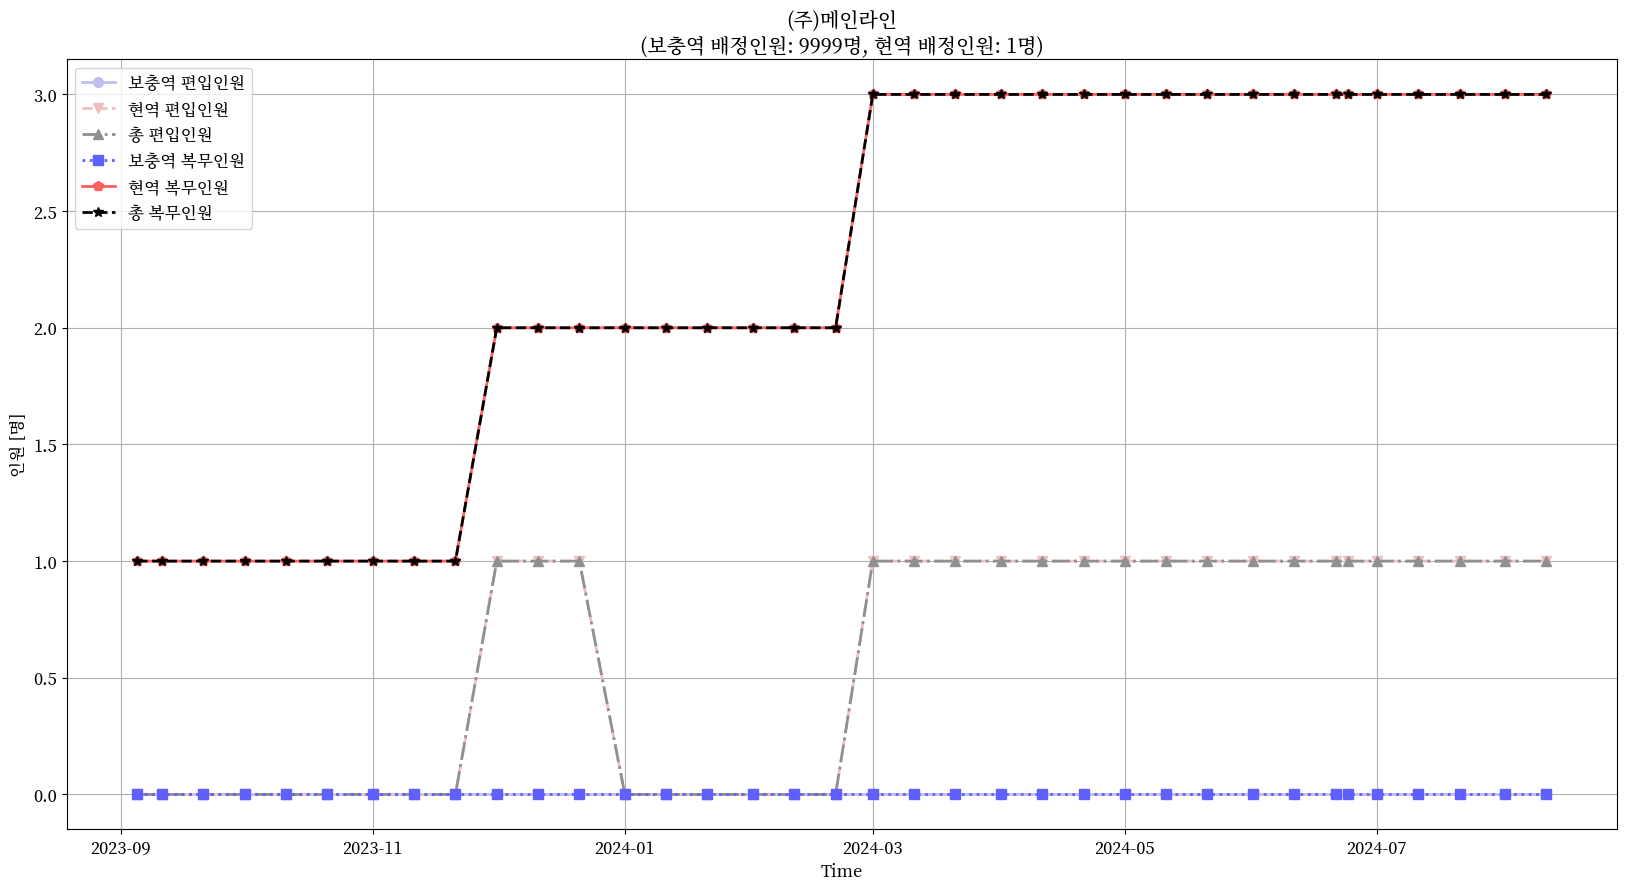 (주)메인라인
(보충역 배정인원: 9999명, 현역 배정인원: 1명)
보충역 편입인원
현역 편입인원
총 편입인원
보충역 복무인원
현역 복무인원
총 복무인원
3.0
2.5
2.0
1.5
1.0
0.5
0.0
인원 [명]
2023-09
2023-11
2024-01
2024-03
2024-05
2024-07
Time